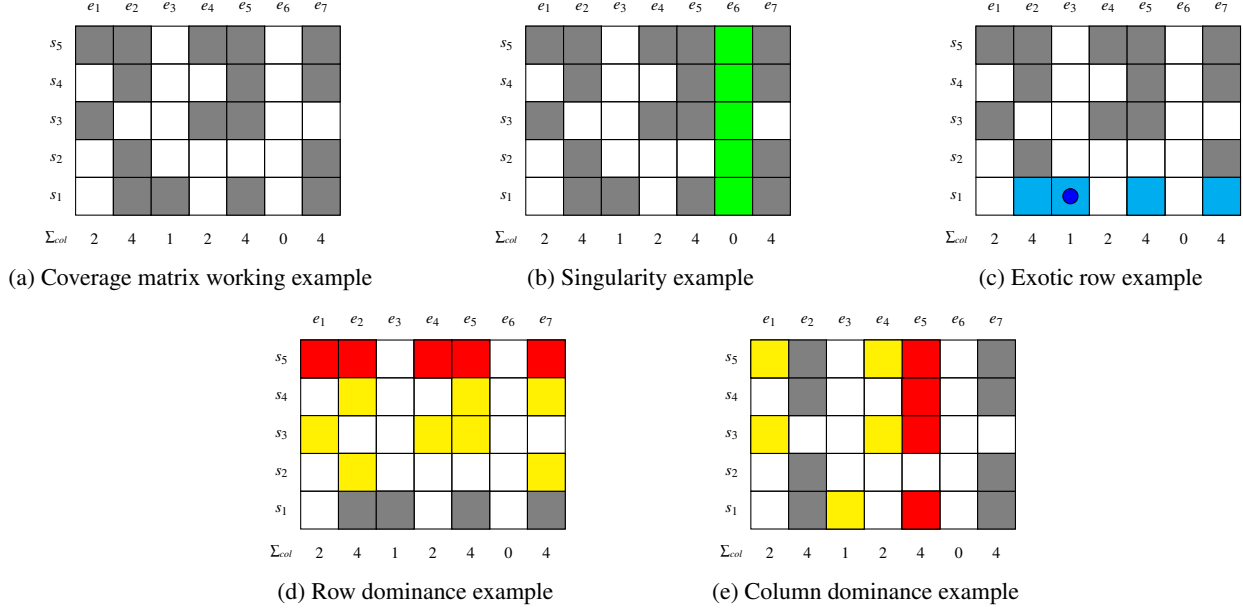 e1 e2 e3 e4 e5 e6 e7
s5
s4
s3
s2
s1
Σcol 2 4 1 2 4 0 4
(a) Coverage matrix working example
e1 e2 e3 e4 e5 e6 e7
s5
s4
s3
s2
s1
Σcol 2 4 1 2 4 0 4
(b) Singularity example
e1 e2 e3 e4 e5 e6 e7
s5
s4
s3
s2
s1
Σcol 2 4 1 2 4 0 4
(c) Exotic row example
e1 e2 e3 e4 e5 e6 e7
s5
s4
s3
s2
s1
Σcol 2 4 1 2 4 0 4
(d) Row dominance example
e1 e2 e3 e4 e5 e6 e7
s5
s4
s3
s2
s1
Σcol 2 4 1 2 4 0 4
(e) Column dominance example